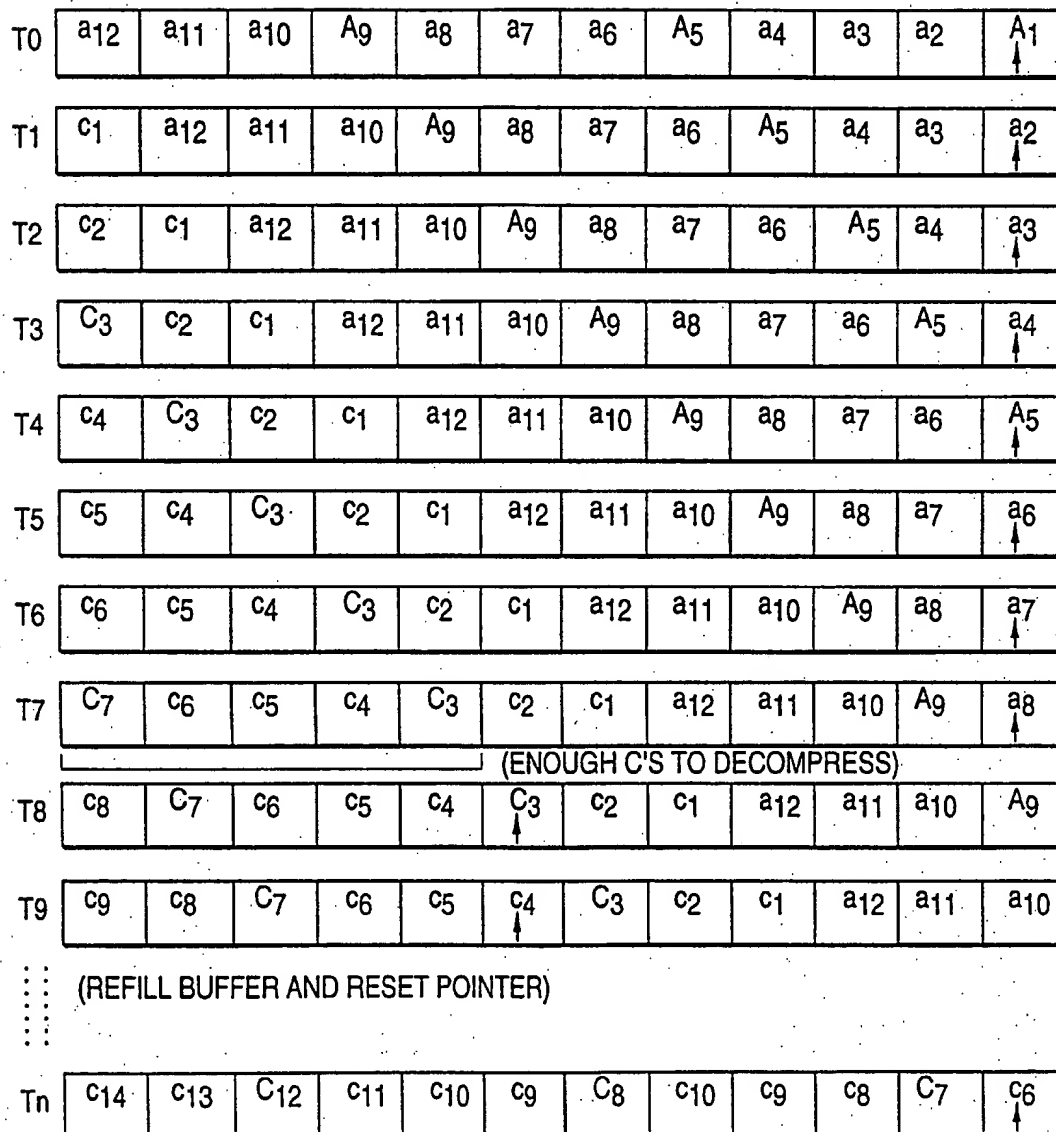 T0 a12 a11 a10 A9 a8 a7 a6 A5 a4 a3 a2 A1
T1 c1 a12 a11 a10 A9 a8 a7 a6 A5 a4 a3 a2
T2 c2 c1 a12 a11 a10 A9 a8 a7 a6 A5 a4 a3
T3 C3 c2 c1 a12 a11 a10 A9 a8 a7 a6 A5 a4
T4 c4 C3 c2 c1 a12 a11 a10 A9 a8 a7 a6 A5
T5 c5 c4 C3 c2 c1 a12 a11 a10 A9 a8 a7 a6
T6 c6 c5 c4 C3 c2 c1 a12 a11 a10 A9 a8 a7
T7 C7 c6 c5 c4 C3 c2 c1 a12 a11 a10 A9 a8
(ENOUGH C'S TO DECOMPRESS)
T8 c8 C7 c6 c5 c4 C3 c2 c1 a12 a11 a10 A9
T9 c9 c8 C7 c6 c5 c4 C3 c2 c1 a12 a11 a10
(REFILL BUFFER AND RESET POINTER)
Tn c14 c13 C12 c11 c10 c9 C8 c10 c9 c8 C7 c6